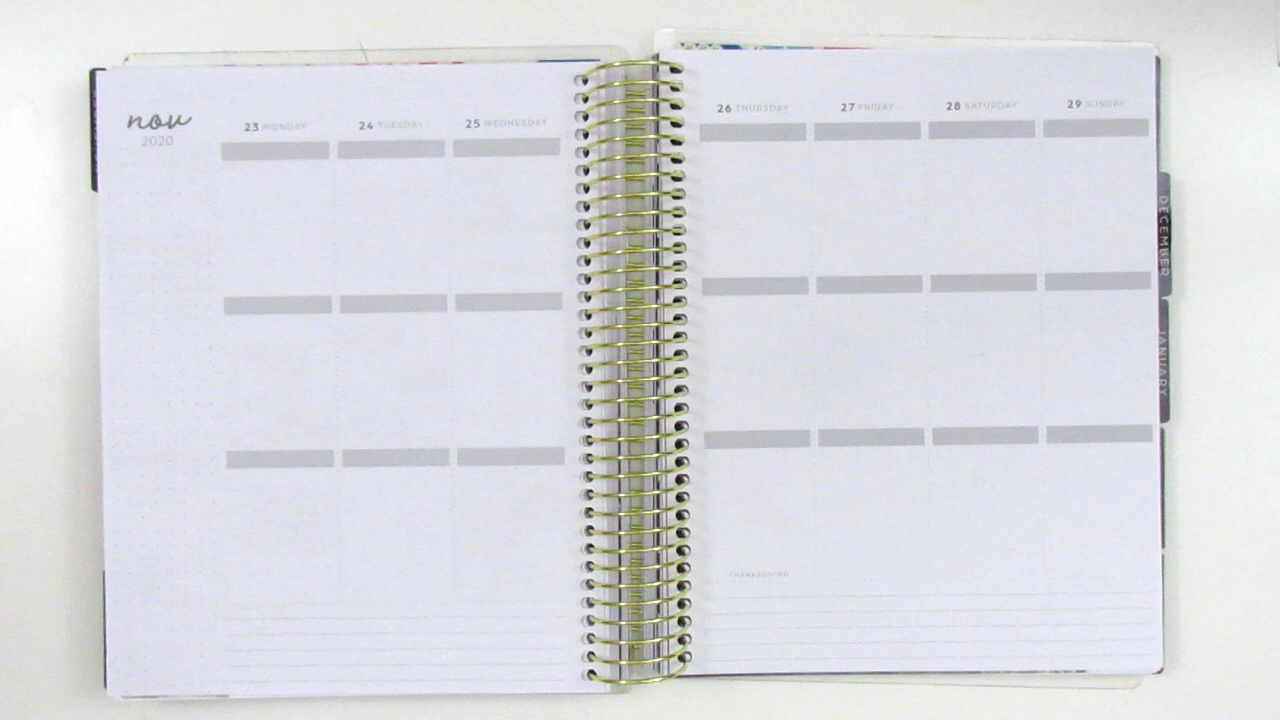 nov
2020
23 MONDAY
24 TUESDAY
25 WEDNESDAY
26 THURSDAY
27 FRIDAY
28 SATURDAY
29 SUNDAY
THANKSGIVING
DECEMBER
JANUARY